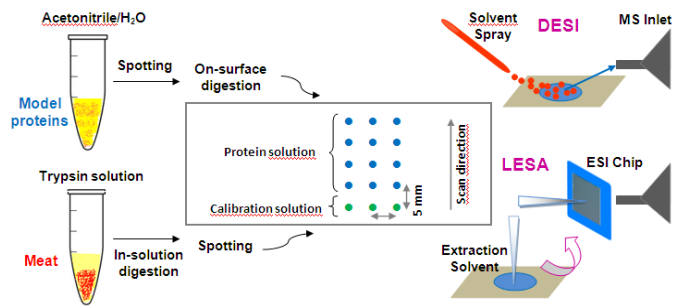 Acetonitrile/H₂O
Spotting
Model
proteins
On-surface
digestion
Trypsin solution
Meat
In-solution
digestion
Spotting
Protein solution
Calibration solution
5 mm
Scan direction
Solvent
Spray
DESI
MS Inlet
LESA
ESI Chip
Extraction
Solvent